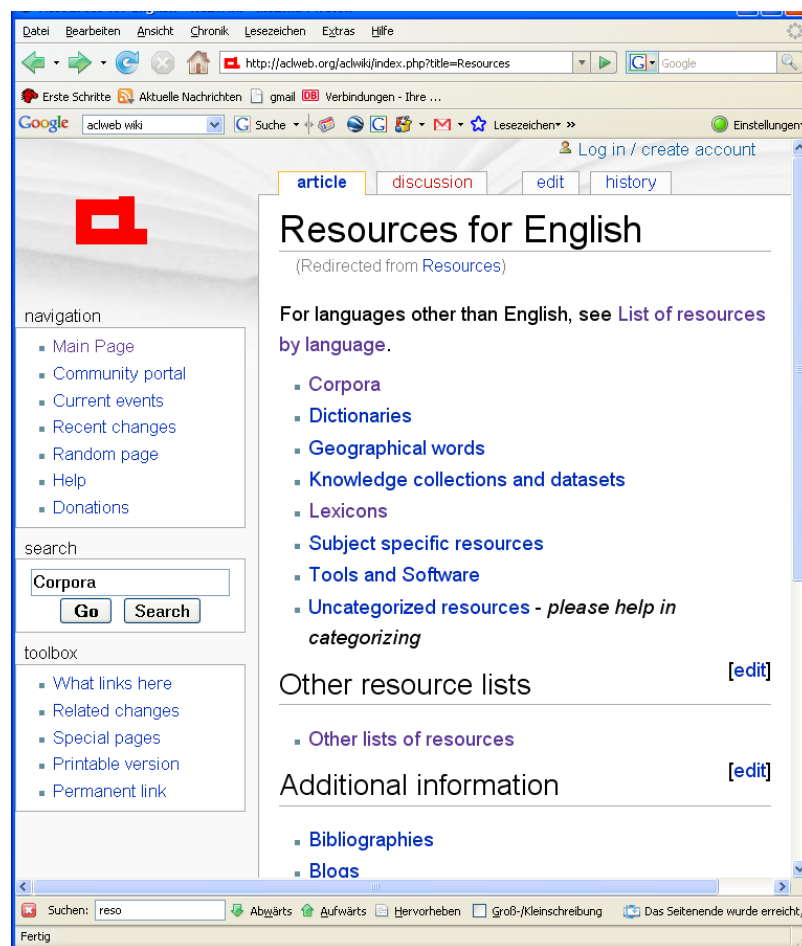 Datei Bearbeiten Ansicht Chronik Lesezeichen Extras Hilfe
http://aclweb.org/aclwiki/index.php?title=Resources
G Google
Erste Schritte Aktuelle Nachrichten gmail DB Verbindungen - Ihre ...
Google aclweb wiki G Suche G Lesezeichen » Einstellungen
Log in / create account
article discussion edit history
Resources for English
(Redirected from Resources)
For languages other than English, see List of resources
by language.
Corpora
Dictionaries
Geographical words
Knowledge collections and datasets
Lexicons
Subject specific resources
Tools and Software
Uncategorized resources - please help in
categorizing
[edit]
Other resource lists
Other lists of resources
[edit]
Additional information
Bibliographies
Blogs
navigation
Main Page
Community portal
Current events
Recent changes
Random page
Help
Donations
search
Corpora
Go Search
toolbox
What links here
Related changes
Special pages
Printable version
Permanent link
Suchen: reso Abwärts Aufwärts Hervorheben Groß-/Kleinschreibung Das Seitenende wurde erreicht,
Fertig